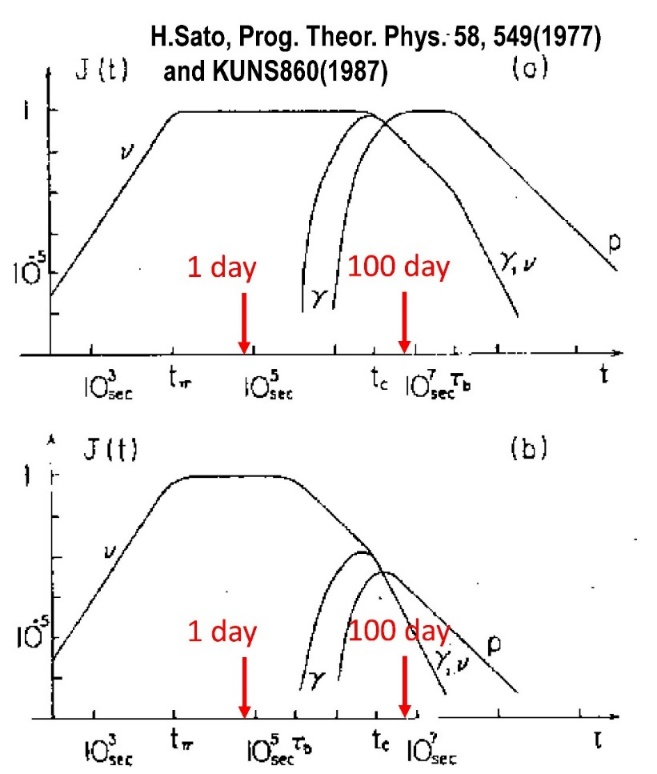 H.Sato, Prog. Theor. Phys. 58, 549(1977)
and KUNS860(1987)
J(t)
(a)
1
ν
10⁻⁵
1 day
100 day
γ
γ, ν
p
10³sec
tπ
10⁵sec
tc
10⁷sec
τb
t
J(t)
(b)
1
ν
10⁻⁵
1 day
100 day
γ
γ, ν
p
10³sec
tπ
10⁵sec
τb
tc
10⁷sec
t